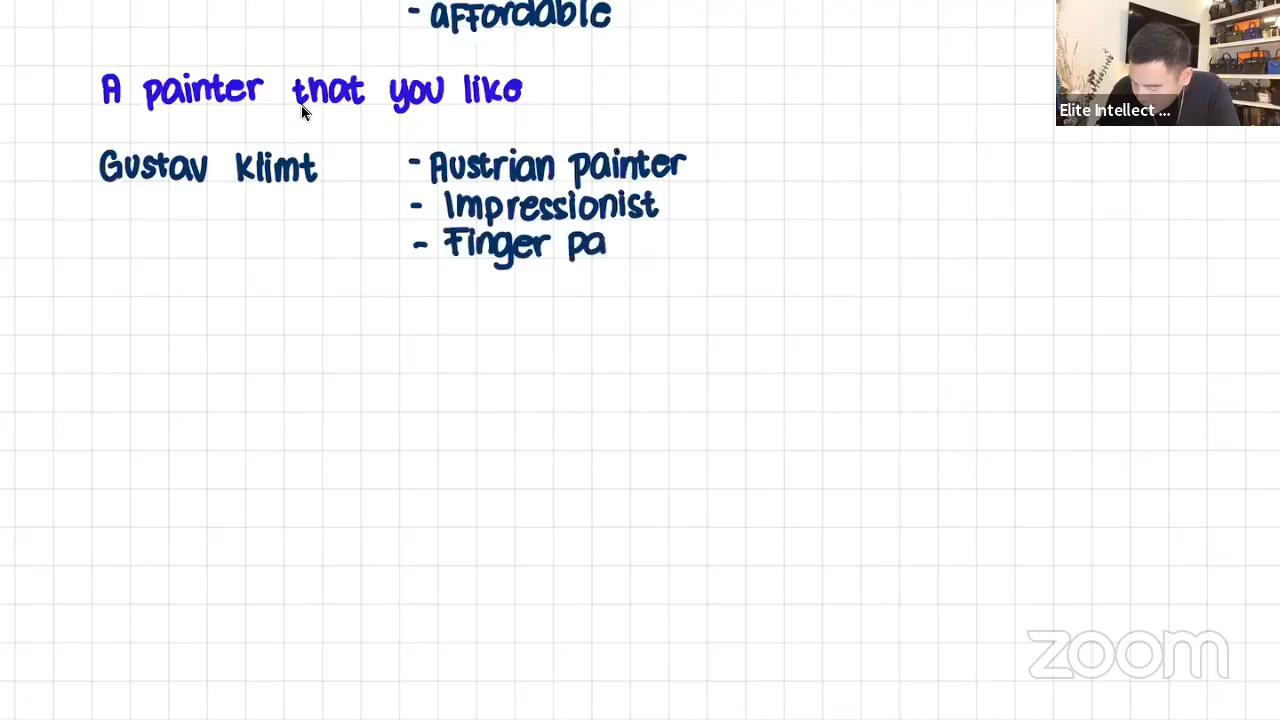 - affordable
Elite Intellect ...
A painter that you like
Gustav Klimt - Austrian painter
- Impressionist
- Finger pa
zoom